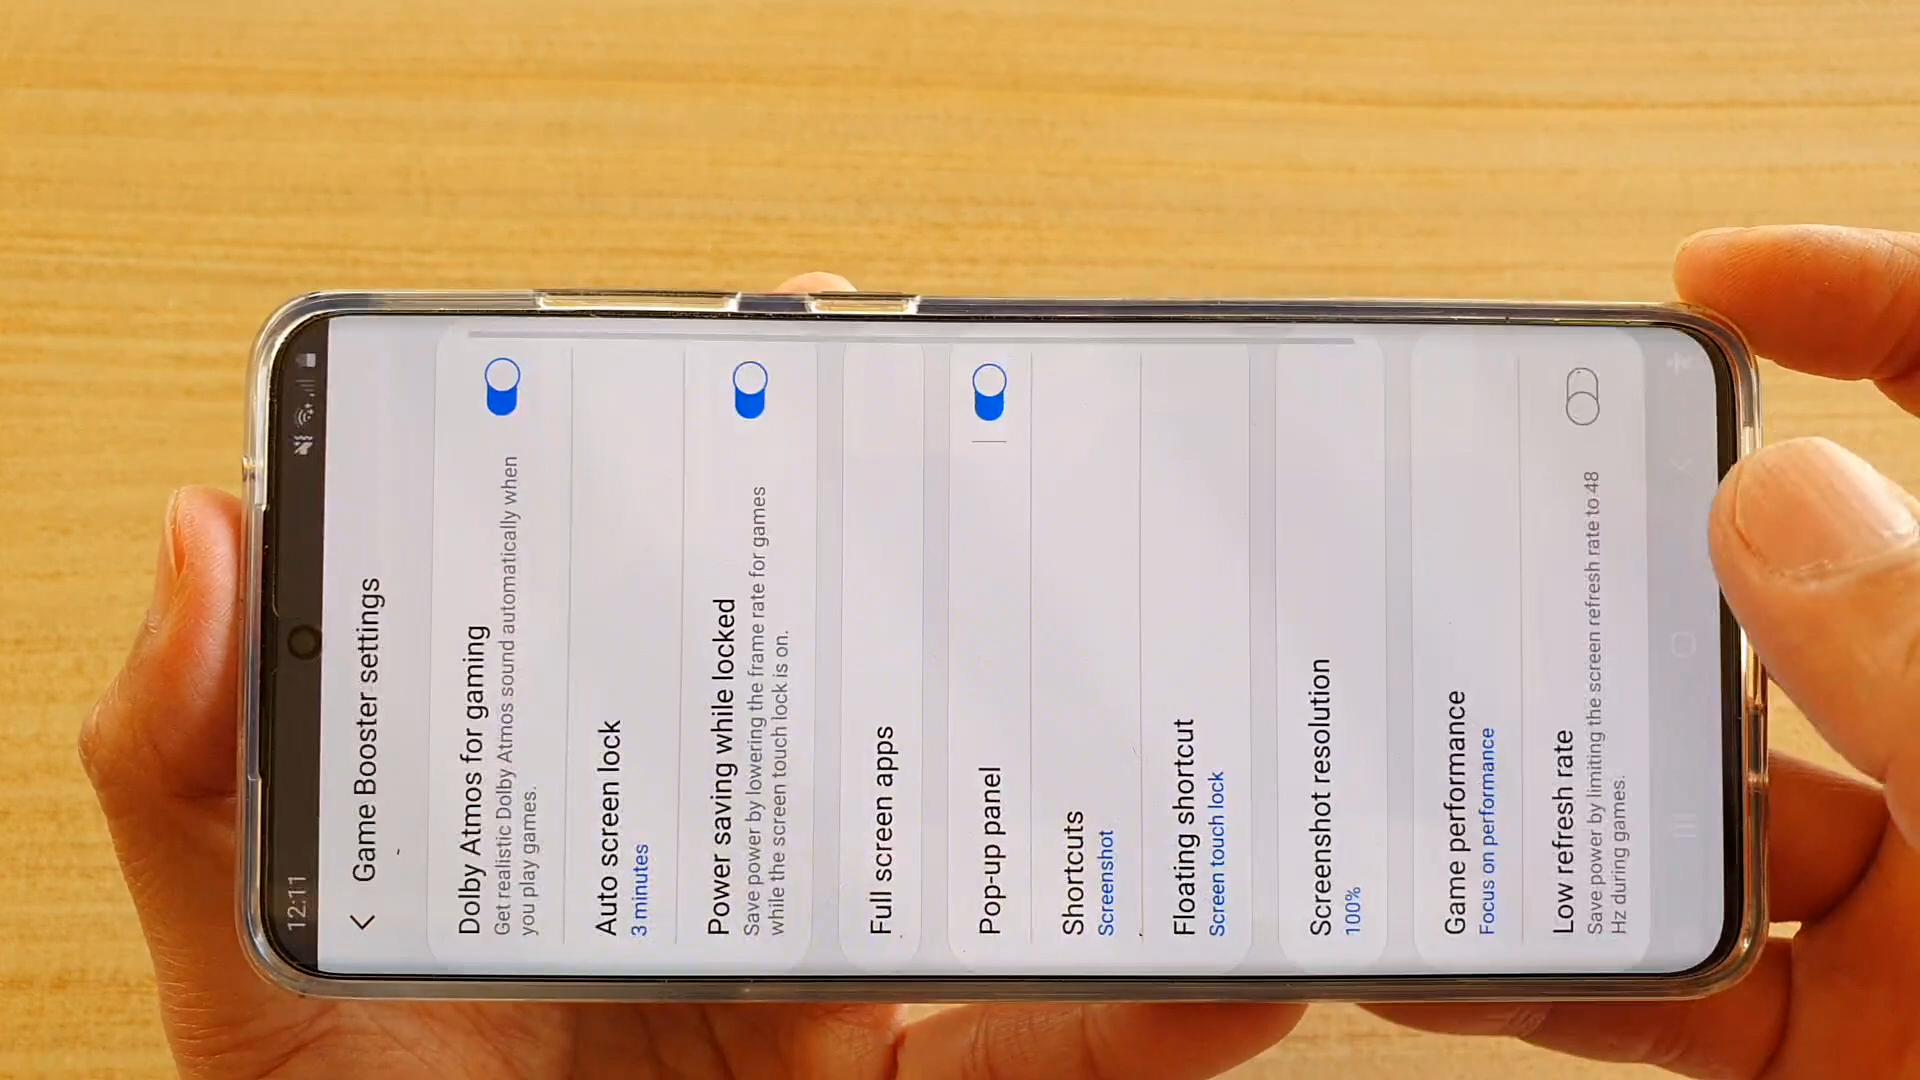 12:11
Game Booster settings
Dolby Atmos for gaming
Get realistic Dolby Atmos sound automatically when
you play games.
Auto screen lock
3 minutes
Power saving while locked
Save power by lowering the frame rate for games
while the screen touch lock is on.
Full screen apps
Pop-up panel
Shortcuts
Screenshot
Floating shortcut
Screen touch lock
Screenshot resolution
100%
Game performance
Focus on performance
Low refresh rate
Save power by limiting the screen refresh rate to 48
Hz during games.